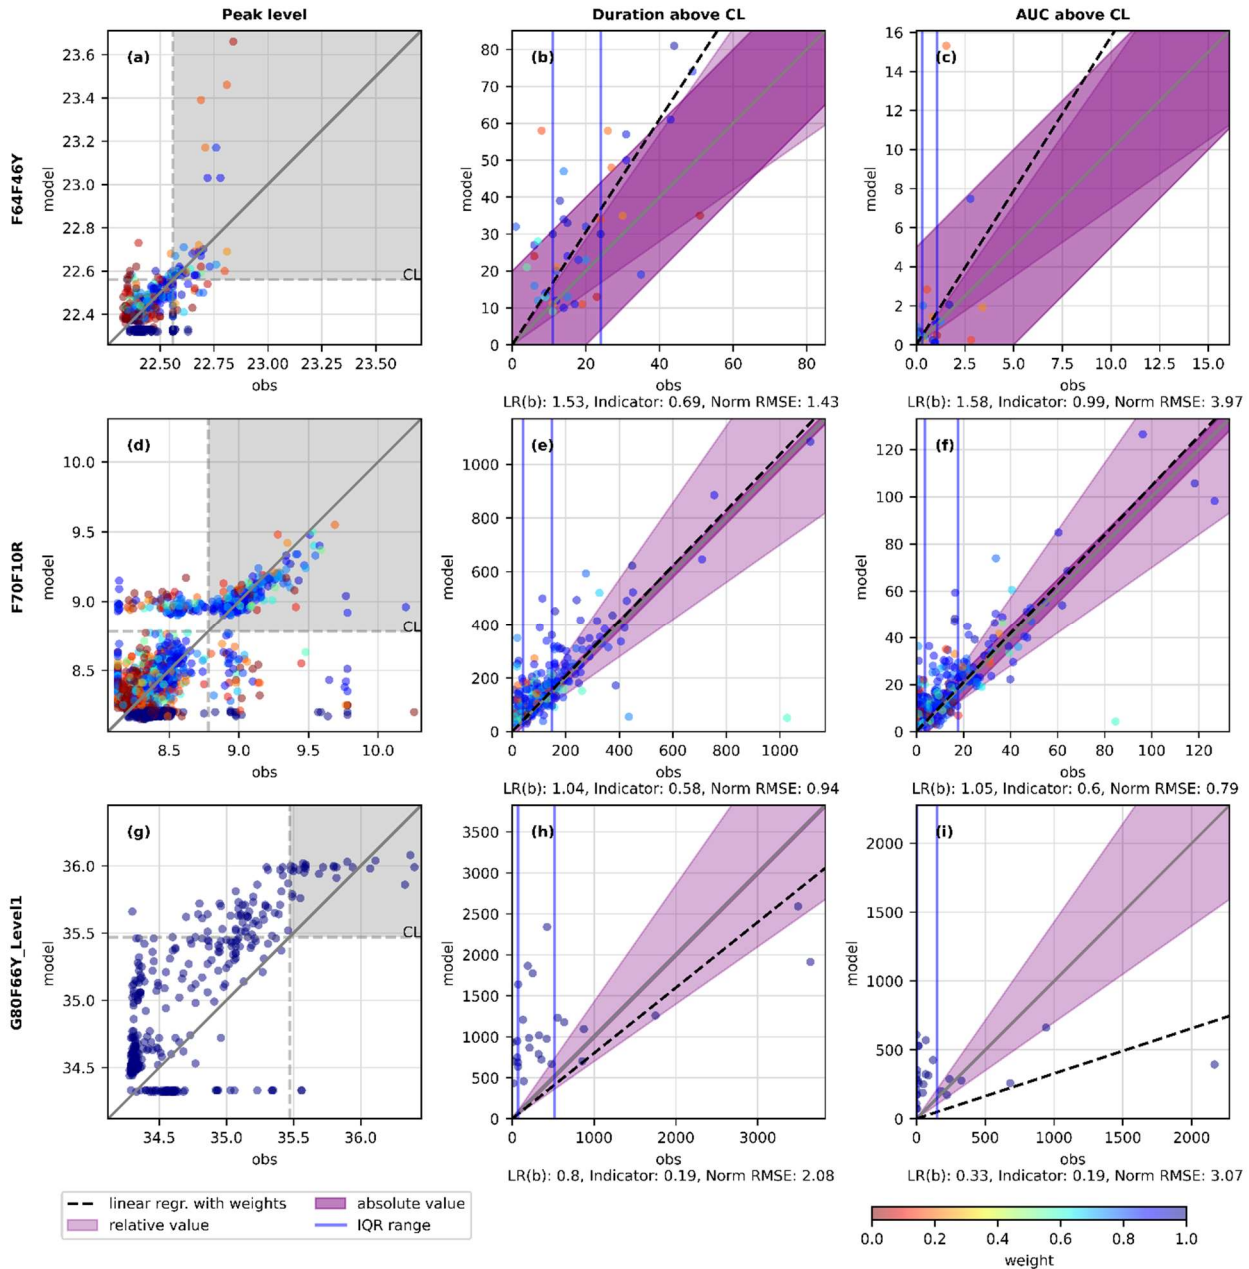 Peak level
Duration above CL
AUC above CL
F64F46Y
model
(a)
23.6
23.4
23.2
23.0
22.8
22.6
22.4
CL
22.50 22.75 23.00 23.25 23.50
obs
model
(b)
80
70
60
50
40
30
20
10
0
0 20 40 60 80
obs
LR(b): 1.53, Indicator: 0.69, Norm RMSE: 1.43
model
(c)
16
14
12
10
8
6
4
2
0
0.0 2.5 5.0 7.5 10.0 12.5 15.0
obs
LR(b): 1.58, Indicator: 0.99, Norm RMSE: 3.97
F70F10R
model
(d)
10.0
9.5
9.0
8.5
CL
8.5 9.0 9.5 10.0
obs
model
(e)
1000
800
600
400
200
0
0 200 400 600 800 1000
obs
LR(b): 1.04, Indicator: 0.58, Norm RMSE: 0.94
model
(f)
120
100
80
60
40
20
0
0 20 40 60 80 100 120
obs
LR(b): 1.05, Indicator: 0.6, Norm RMSE: 0.79
G80F66Y_Level1
model
(g)
36.0
35.5
35.0
34.5
CL
34.5 35.0 35.5 36.0
obs
model
(h)
3500
3000
2500
2000
1500
1000
500
0
0 1000 2000 3000
obs
LR(b): 0.8, Indicator: 0.19, Norm RMSE: 2.08
model
(i)
2000
1500
1000
500
0
0 500 1000 1500 2000
obs
LR(b): 0.33, Indicator: 0.19, Norm RMSE: 3.07
linear regr. with weights
relative value
absolute value
IQR range
0.0 0.2 0.4 0.6 0.8 1.0
weight